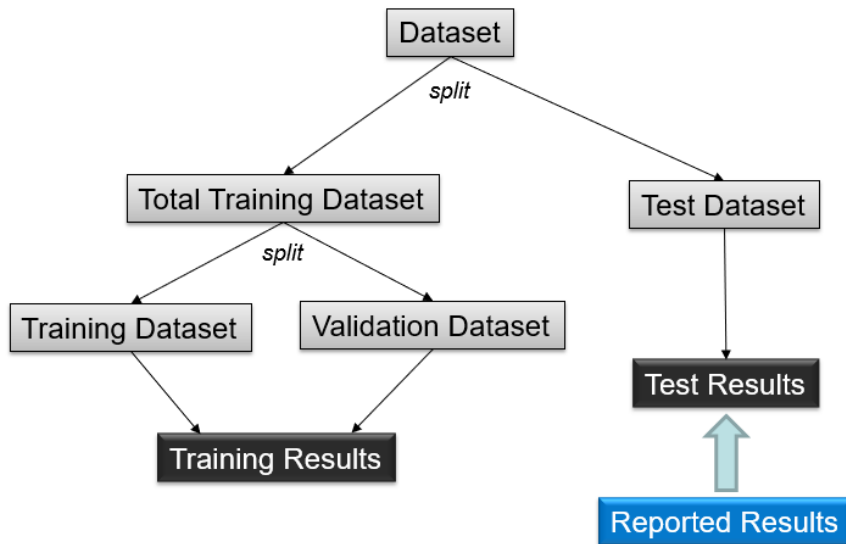 Dataset
split
Total Training Dataset
Test Dataset
split
Training Dataset
Validation Dataset
Test Results
Training Results
Reported Results